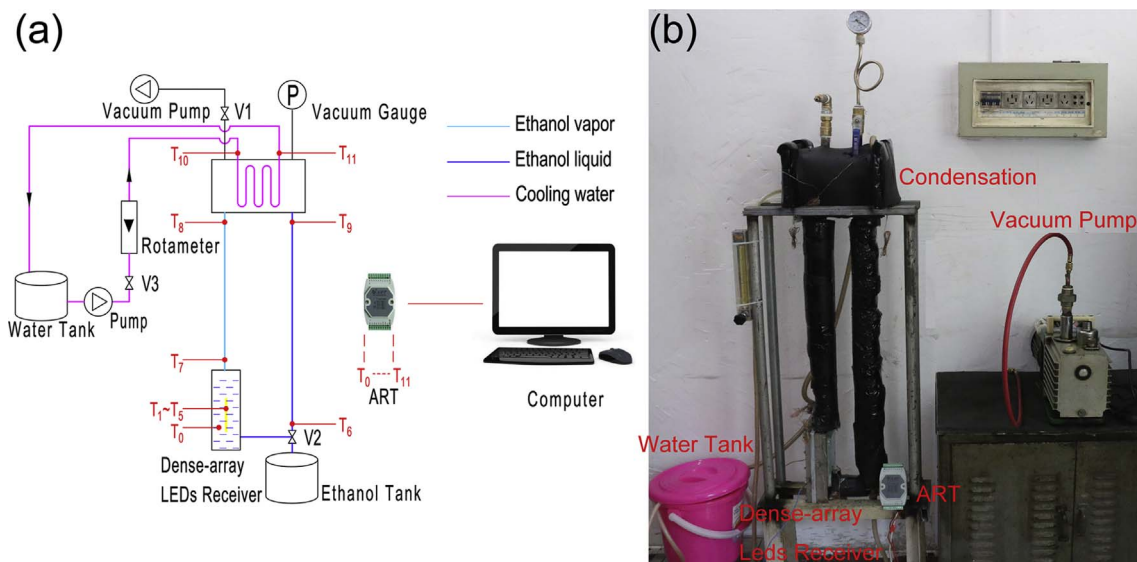 (a)
Vacuum Pump
V1
P
Vacuum Gauge
Ethanol vapor
Ethanol liquid
Cooling water
T10
T11
T8
T9
Rotameter
V3
Water Tank
Pump
T7
T1~T5
T0
T6
V2
Dense-array
LEDs Receiver
Ethanol Tank
T0 ---- T11
ART
Computer
(b)
Condensation
Vacuum Pump
Water Tank
ART
Dense-array
Leds Receiver